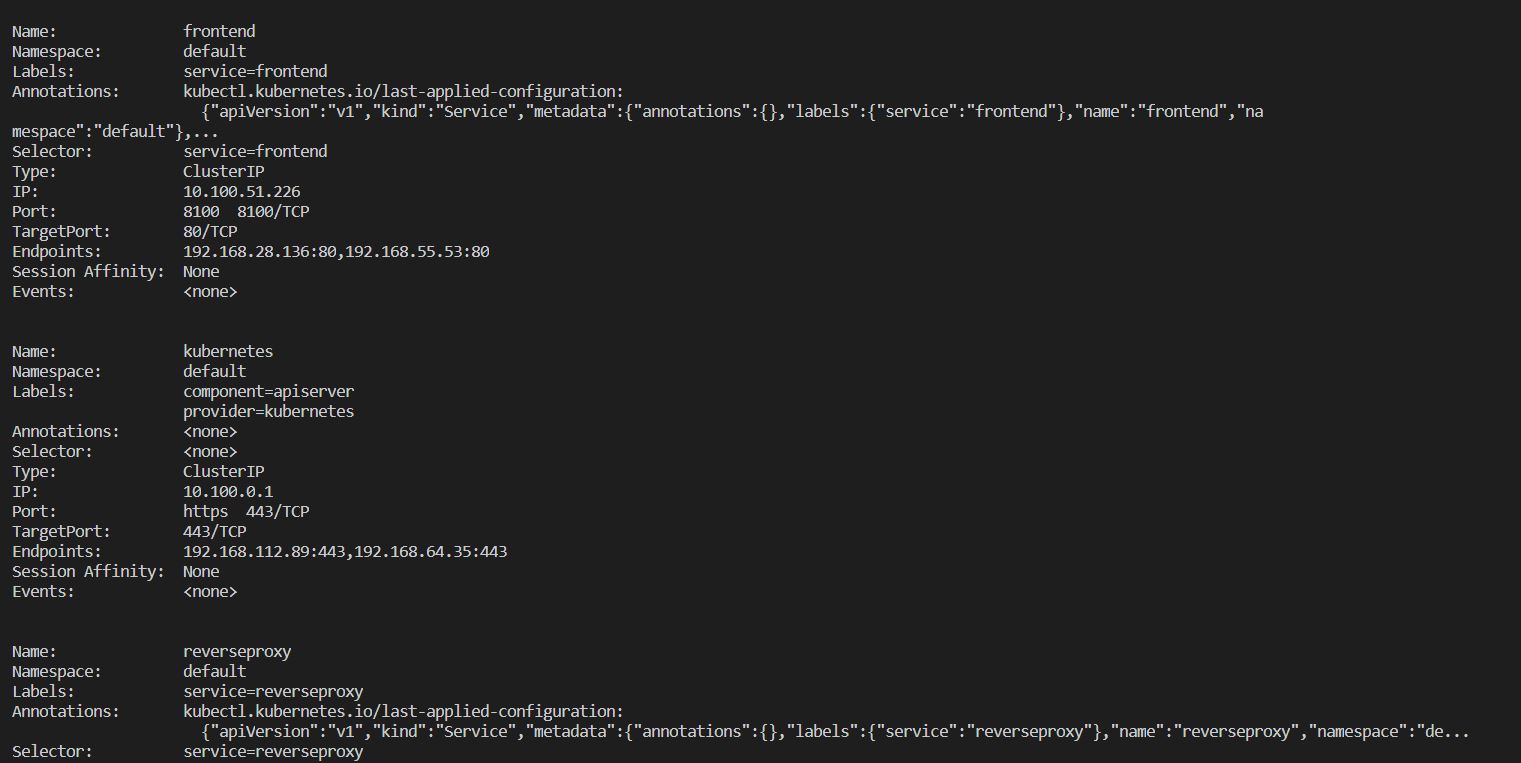 Name:              frontend
Namespace:         default
Labels:            service=frontend
Annotations:       kubectl.kubernetes.io/last-applied-configuration:
                     {"apiVersion":"v1","kind":"Service","metadata":{"annotations":{},"labels":{"service":"frontend"},"name":"frontend","na
mespace":"default"},...
Selector:          service=frontend
Type:              ClusterIP
IP:                10.100.51.226
Port:              8100  8100/TCP
TargetPort:        80/TCP
Endpoints:         192.168.28.136:80,192.168.55.53:80
Session Affinity:  None
Events:            <none>
Name:              kubernetes
Namespace:         default
Labels:            component=apiserver
                   provider=kubernetes
Annotations:       <none>
Selector:          <none>
Type:              ClusterIP
IP:                10.100.0.1
Port:              https  443/TCP
TargetPort:        443/TCP
Endpoints:         192.168.112.89:443,192.168.64.35:443
Session Affinity:  None
Events:            <none>
Name:              reverseproxy
Namespace:         default
Labels:            service=reverseproxy
Annotations:       kubectl.kubernetes.io/last-applied-configuration:
                     {"apiVersion":"v1","kind":"Service","metadata":{"annotations":{},"labels":{"service":"reverseproxy"},"name":"reverseproxy","namespace":"de...
Selector:          service=reverseproxy